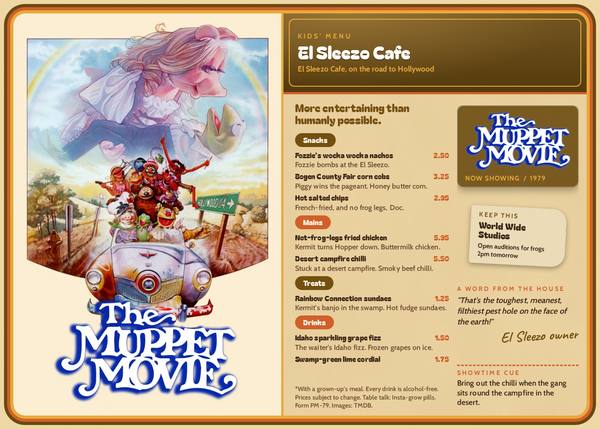 HOLLYWOOD
The
MUPPET
MOVIE
KIDS' MENU
El Sleezo Cafe
El Sleezo Cafe, on the road to Hollywood
More entertaining than
humanly possible.
Snacks
Fozzie's wocka wocka nachos 2.50
Fozzie bombs at the El Sleezo.
Bogen County Fair corn cobs 3.25
Piggy wins the pageant. Honey butter corn.
Hot salted chips 2.95
French-fried, and no frog legs, Doc.
Mains
Not-frog-legs fried chicken 5.95
Kermit turns Hopper down. Buttermilk chicken.
Desert campfire chilli 5.50
Stuck at a desert campfire. Smoky beef chilli.
Treats
Rainbow Connection sundaes 4.25
Kermit's banjo in the swamp. Hot fudge sundaes.
Drinks
Idaho sparkling grape fizz 1.50
The waiter's Idaho fizz. Frozen grapes on ice.
Swamp-green lime cordial 1.75
*With a grown-up's meal. Every drink is alcohol-free.
Prices subject to change. Table talk: Insta-grow pills.
Form PM-79. Images: TMDB.
The
MUPPET
MOVIE
NOW SHOWING / 1979
KEEP THIS
World Wide
Studios
Open auditions for frogs
2pm tomorrow
A WORD FROM THE HOUSE
"That's the toughest, meanest,
filthiest pest hole on the face of
the earth!"
El Sleezo owner
SHOWTIME CUE
Bring out the chilli when the gang
sits round the campfire in the
desert.